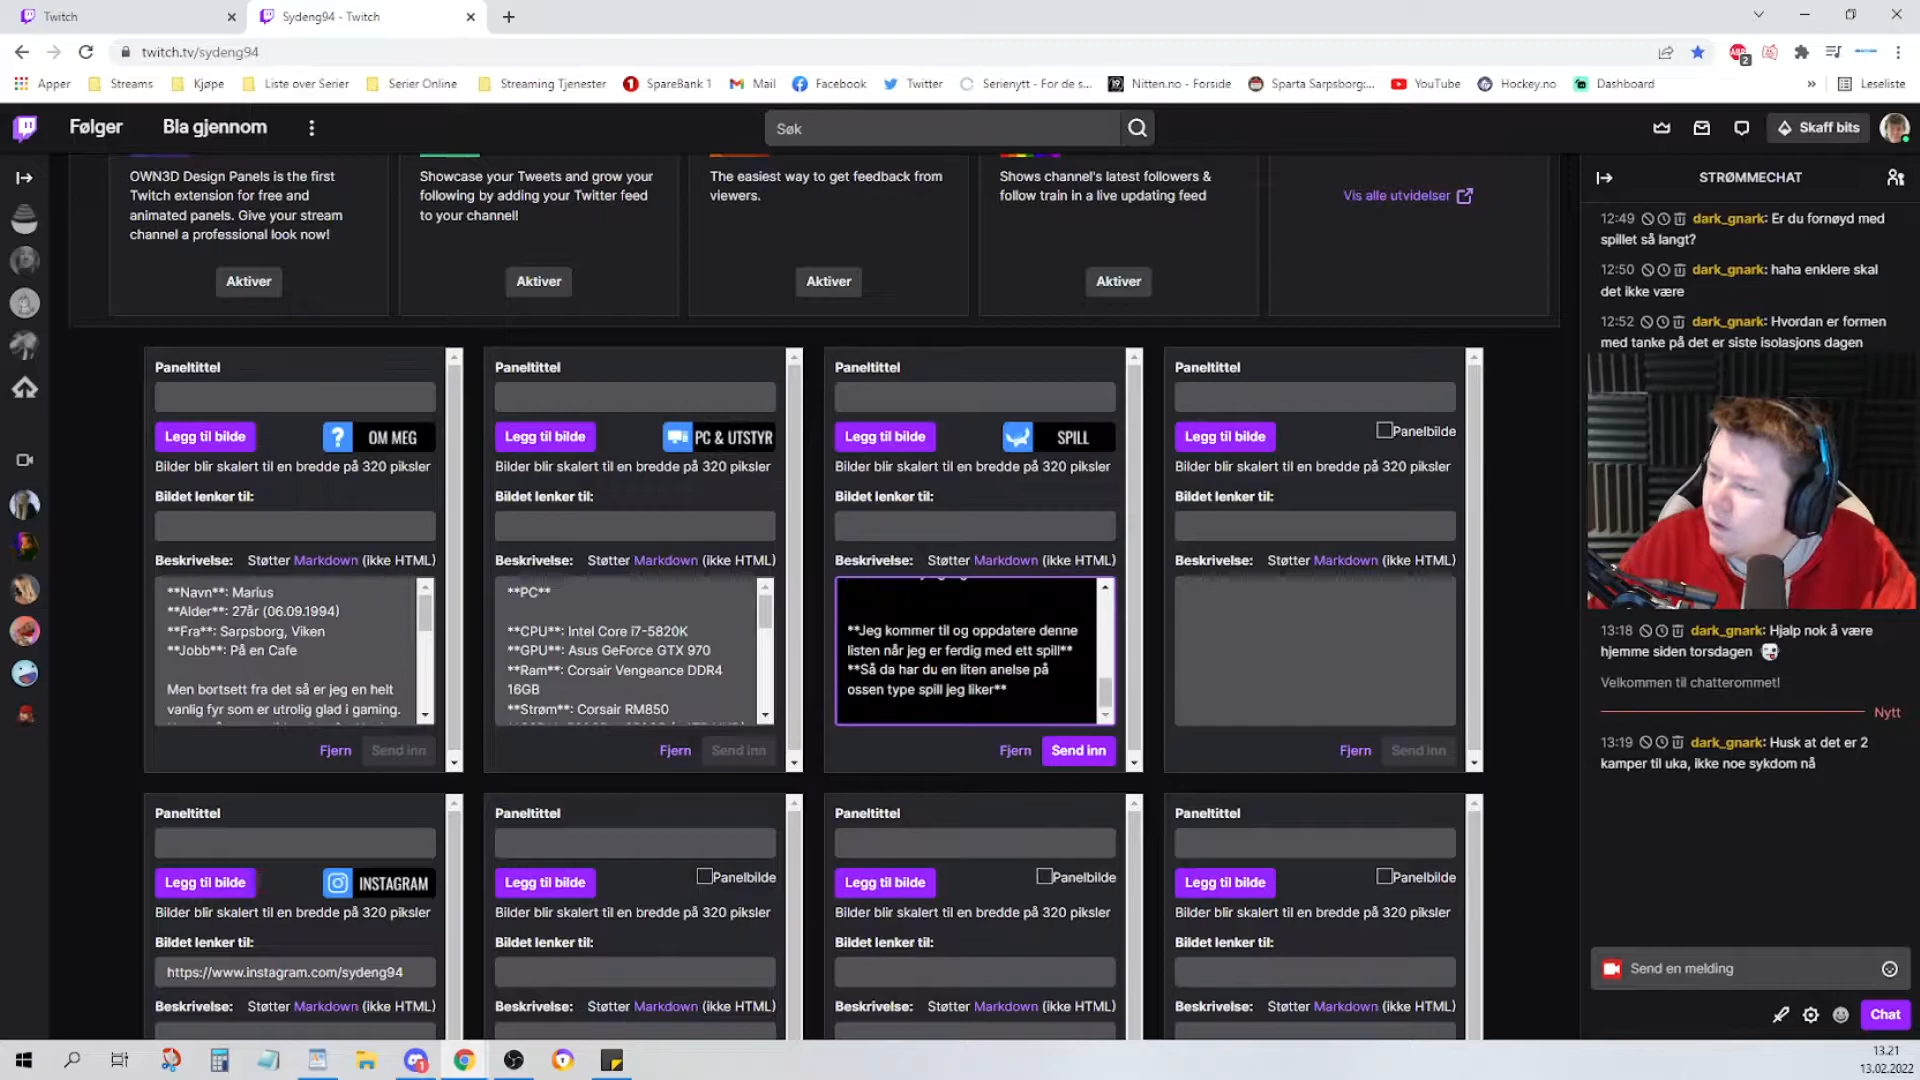 Twitch
Sydeng94 - Twitch
twitch.tv/sydeng94
2
Apper
Streams
Kjøpe
Liste over Serier
Serier Online
Streaming Tjenester
SpareBank 1
Mail
Facebook
Twitter
Serienytt - For de s...
Nitten.no - Forside
Sparta Sarpsborg:...
YouTube
Hockey.no
Dashboard
»
Leseliste
Følger
Bla gjennom
Søk
Skaff bits
OWN3D Design Panels is the first
Twitch extension for free and
animated panels. Give your stream
channel a professional look now!
Aktiver
Showcase your Tweets and grow your
following by adding your Twitter feed
to your channel!
Aktiver
The easiest way to get feedback from
viewers.
Aktiver
Shows channel's latest followers &
follow train in a live updating feed
Aktiver
Vis alle utvidelser
Paneltittel
Legg til bilde
? OM MEG
Bilder blir skalert til en bredde på 320 piksler
Bildet lenker til:
Beskrivelse: Støtter Markdown (ikke HTML)
**Navn**: Marius
**Alder**: 27år (06.09.1994)
**Fra**: Sarpsborg, Viken
**Jobb**: På en Cafe
Men bortsett fra det så er jeg en helt
vanlig fyr som er utrolig glad i gaming.
Fjern
Send inn
Paneltittel
Legg til bilde
PC & UTSTYR
Bilder blir skalert til en bredde på 320 piksler
Bildet lenker til:
Beskrivelse: Støtter Markdown (ikke HTML)
**PC**
**CPU**: Intel Core i7-5820K
**GPU**: Asus GeForce GTX 970
**Ram**: Corsair Vengeance DDR4
16GB
**Strøm**: Corsair RM850
Fjern
Send inn
Paneltittel
Legg til bilde
SPILL
Bilder blir skalert til en bredde på 320 piksler
Bildet lenker til:
Beskrivelse: Støtter Markdown (ikke HTML)
**Jeg kommer til og oppdatere denne
listen når jeg er ferdig med ett spill**
**Så da har du en liten anelse på
ossen type spill jeg liker**
Fjern
Send inn
Paneltittel
Legg til bilde
Panelbilde
Bilder blir skalert til en bredde på 320 piksler
Bildet lenker til:
Beskrivelse: Støtter Markdown (ikke HTML)
Fjern
Send inn
Paneltittel
Legg til bilde
INSTAGRAM
Bilder blir skalert til en bredde på 320 piksler
Bildet lenker til:
https://www.instagram.com/sydeng94
Beskrivelse: Støtter Markdown (ikke HTML)
Paneltittel
Legg til bilde
Panelbilde
Bilder blir skalert til en bredde på 320 piksler
Bildet lenker til:
Beskrivelse: Støtter Markdown (ikke HTML)
Paneltittel
Legg til bilde
Panelbilde
Bilder blir skalert til en bredde på 320 piksler
Bildet lenker til:
Beskrivelse: Støtter Markdown (ikke HTML)
Paneltittel
Legg til bilde
Panelbilde
Bilder blir skalert til en bredde på 320 piksler
Bildet lenker til:
Beskrivelse: Støtter Markdown (ikke HTML)
STRØMMECHAT
12:49 dark_gnark: Er du fornøyd med
spillet så langt?
12:50 dark_gnark: haha enklere skal
det ikke være
12:52 dark_gnark: Hvordan er formen
med tanke på det er siste isolasjons dagen
13:18 dark_gnark: Hjalp nok å være
hjemme siden torsdagen
Velkommen til chatterommet!
Nytt
13:19 dark_gnark: Husk at det er 2
kamper til uka, ikke noe sykdom nå
Send en melding
Chat
1
13.21
13.02.2022